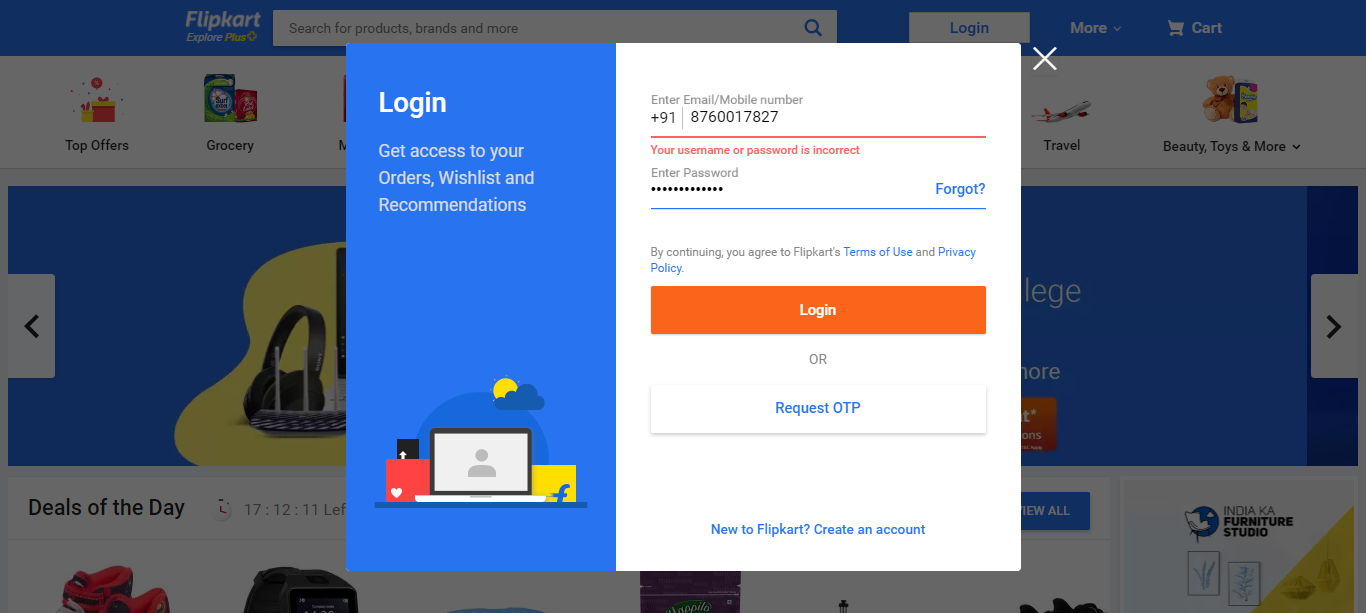 Flipkart
Explore Plus
Search for products, brands and more
Login
More
Cart
Top Offers
Grocery
Travel
Beauty, Toys & More
Login
Get access to your
Orders, Wishlist and
Recommendations
Enter Email/Mobile number
+91 8760017827
Your username or password is incorrect
Enter Password
Forgot?
By continuing, you agree to Flipkart's Terms of Use and Privacy
Policy.
Login
OR
Request OTP
New to Flipkart? Create an account
Deals of the Day
17 : 12 : 11
VIEW ALL
INDIA KA
FURNITURE
STUDIO